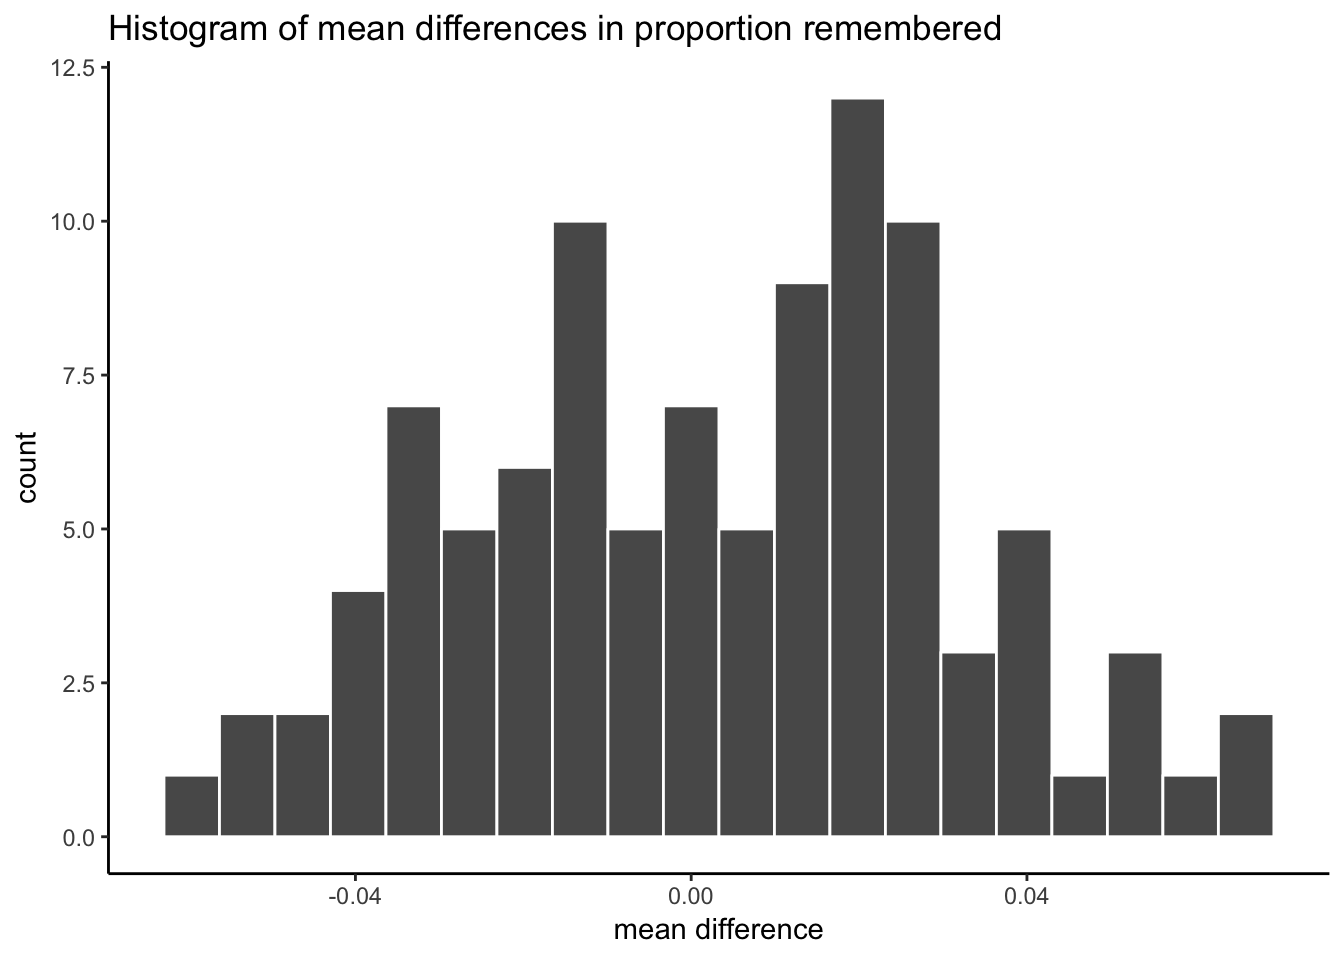 Histogram of mean differences in proportion remembered
12.5
10.0
7.5
5.0
2.5
0.0
count
-0.04 0.00 0.04
mean difference